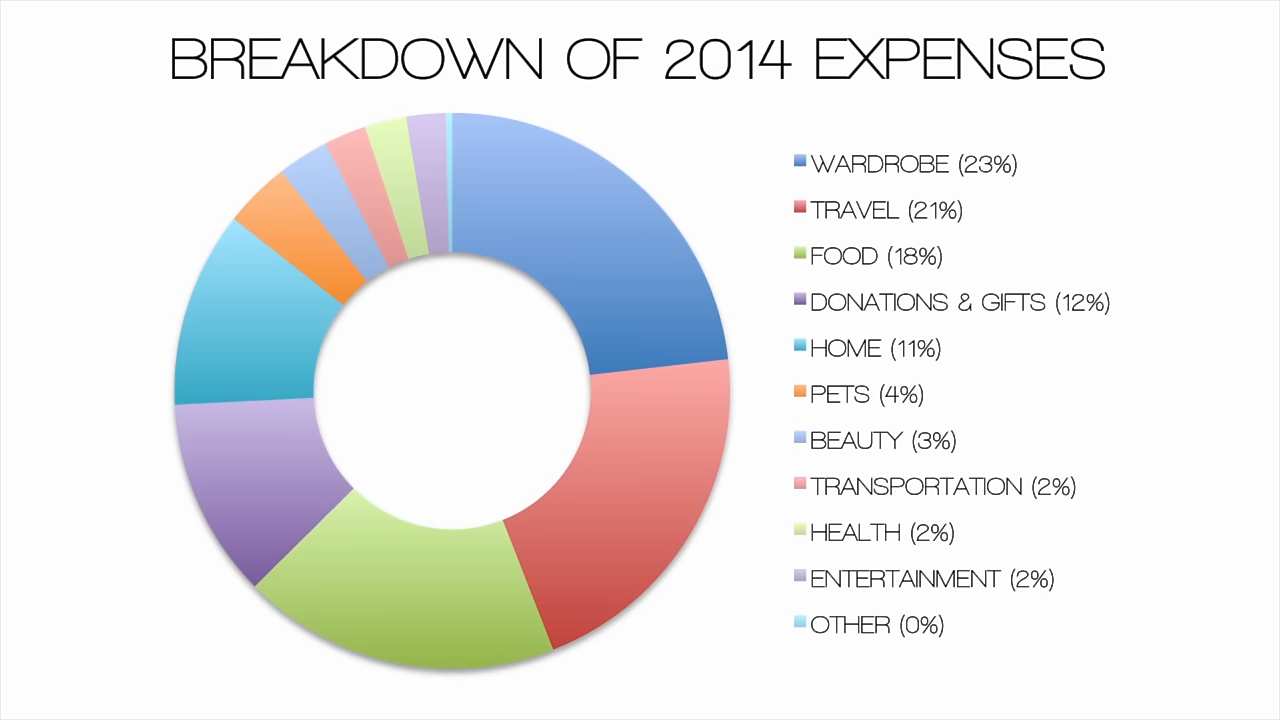 BREAKDOWN OF 2014 EXPENSES
WARDROBE (23%)
TRAVEL (21%)
FOOD (18%)
DONATIONS & GIFTS (12%)
HOME (11%)
PETS (4%)
BEAUTY (3%)
TRANSPORTATION (2%)
HEALTH (2%)
ENTERTAINMENT (2%)
OTHER (0%)